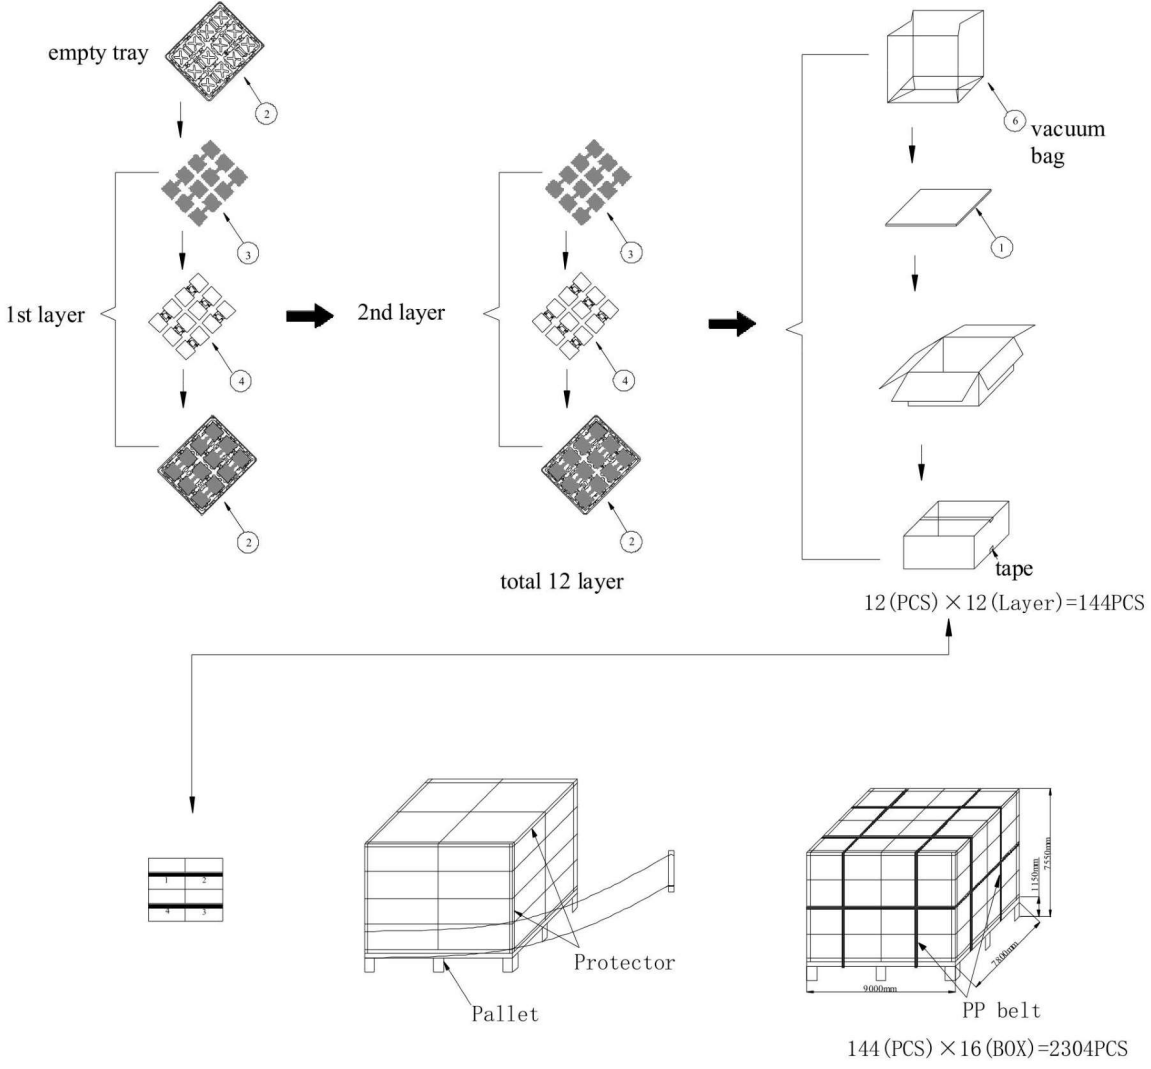 empty tray
2
6
vacuum
bag
3
3
1
1st layer
2nd layer
4
4
2
2
total 12 layer
tape
12(PCS)×12(Layer)=144PCS
1 2
4 3
Protector
Pallet
1150mm
7550mm
7800mm
9000mm
PP belt
144(PCS)×16(BOX)=2304PCS